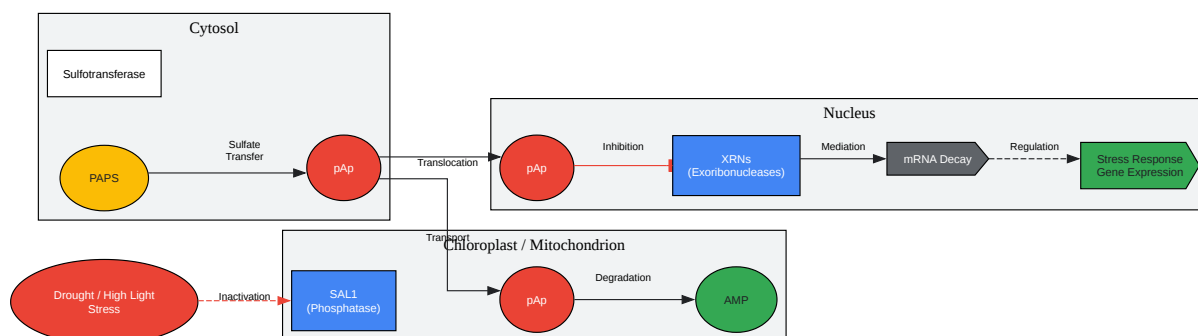 Cytosol
Sulfotransferase
PAPS
Sulfate
Transfer
pAp
Translocation
Transport
Nucleus
pAp
Inhibition
XRNs
(Exoribonucleases)
Mediation
mRNA Decay
Regulation
Stress Response
Gene Expression
Chloroplast / Mitochondrion
Drought / High Light
Stress
Inactivation
SAL1
(Phosphatase)
pAp
Degradation
AMP